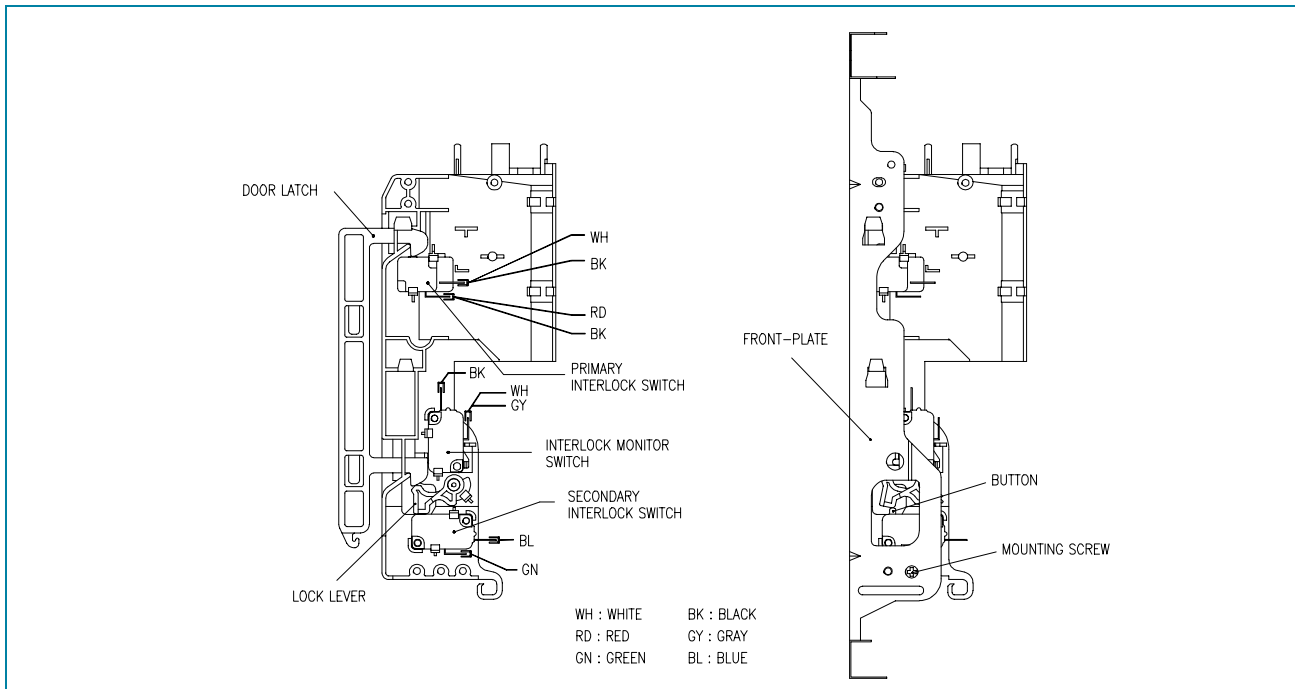 DOOR LATCH
WH
BK
RD
BK
PRIMARY
INTERLOCK SWITCH
BK
WH
GY
INTERLOCK MONITOR
SWITCH
SECONDARY
INTERLOCK SWITCH
BL
GN
LOCK LEVER
FRONT-PLATE
BUTTON
MOUNTING SCREW
WH : WHITE BK : BLACK
RD : RED GY : GRAY
GN : GREEN BL : BLUE